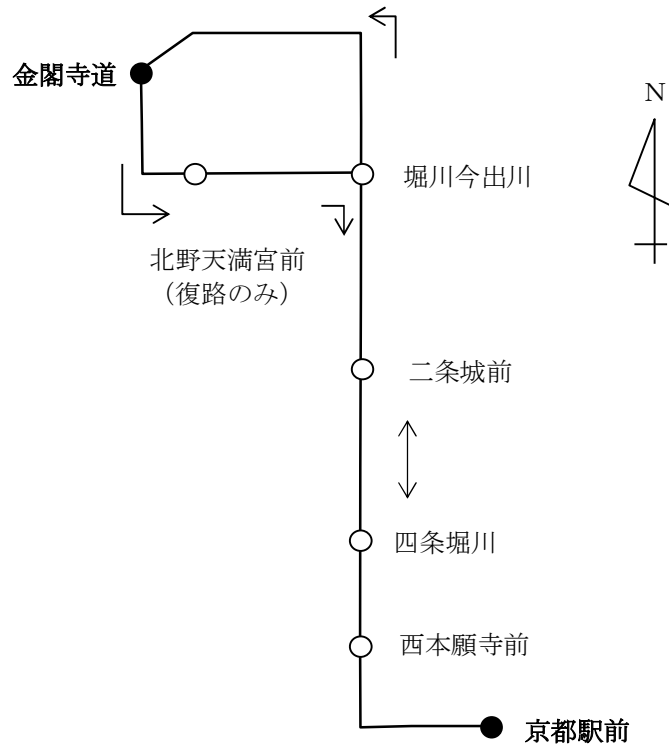 金閣寺道
N
堀川今出川
北野天満宮前
（復路のみ）
二条城前
四条堀川
西本願寺前
京都駅前